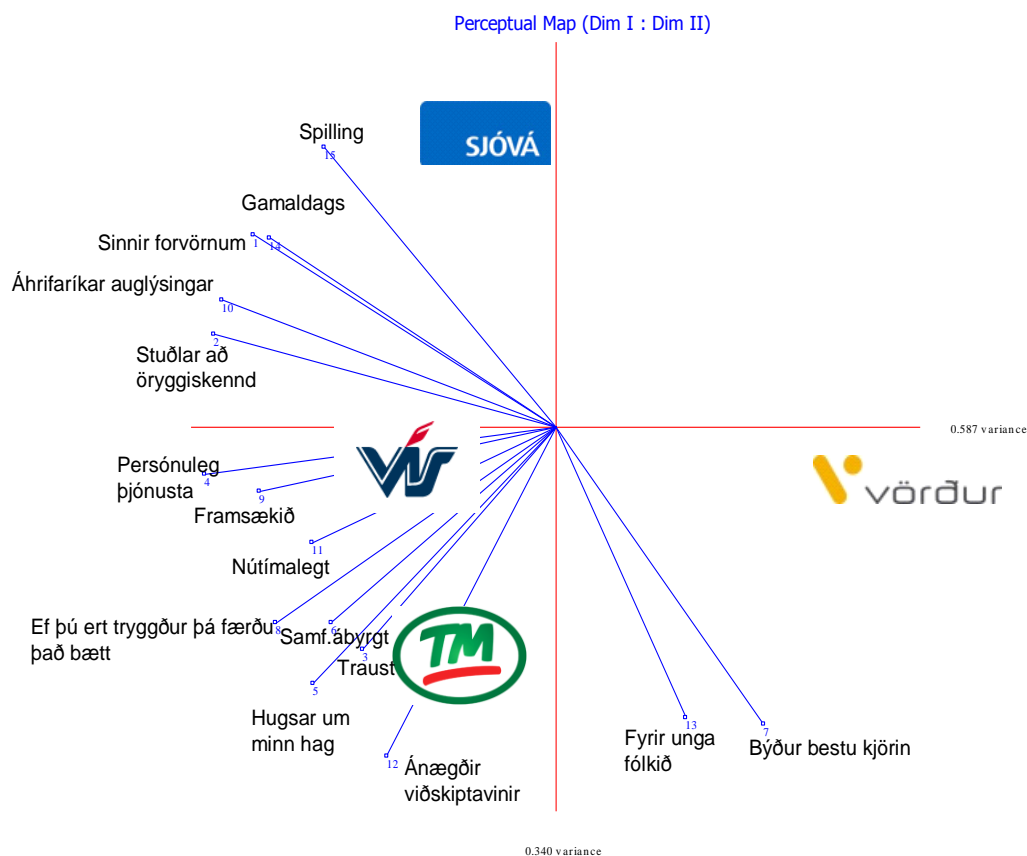 Perceptual Map (Dim I : Dim II)
SJÓVÁ
Spilling
15
Gamaldags
Sinnir forvörnum
1
14
Áhrifaríkar auglýsingar
10
2
Stuðlar að
öryggiskennd
0.587 variance
VÍS
vörður
Persónuleg
þjónusta
4
9
Framsækið
11
Nútímalegt
Ef þú ert tryggður þá færðu
það bætt
8
6
Samf.ábyrgt
3
Traust
TM
5
Hugsar um
minn hag
12
Ánægðir
viðskiptavinir
13
Fyrir unga
fólkið
7
Býður bestu kjörin
0.340 variance